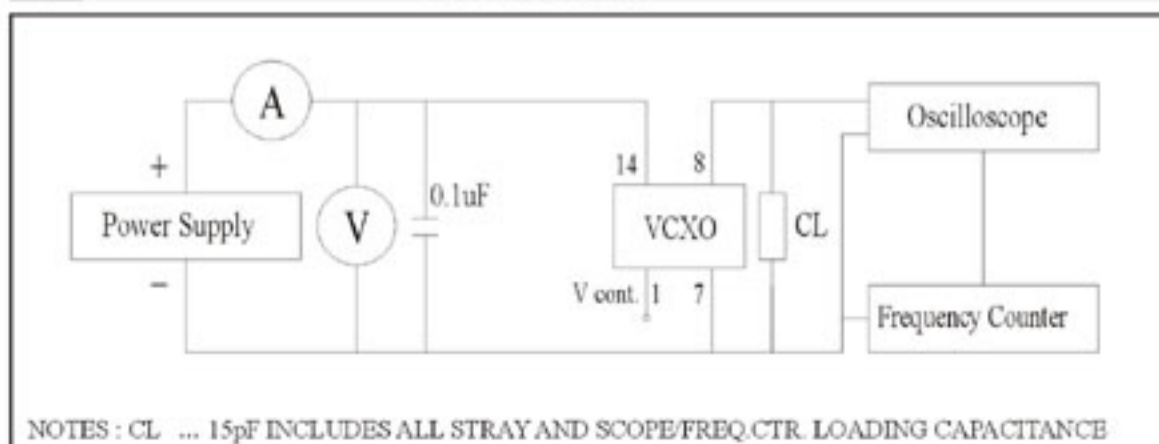 A
Oscilloscope
+
14
8
0.1uF
Power Supply
V
VCXO
CL
−
V cont.
1
7
Frequency Counter
NOTES : CL ... 15pF INCLUDES ALL STRAY AND SCOPE/FREQ.CTR. LOADING CAPACITANCE